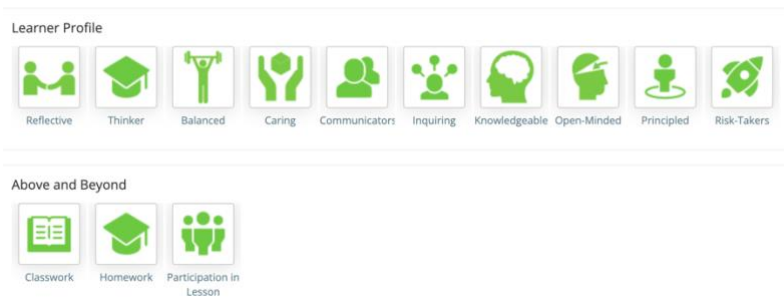 Learner Profile
Reflective Thinker Balanced Caring Communicators Inquiring Knowledgeable Open-Minded Principled Risk-Takers
Above and Beyond
Classwork Homework Participation in
Lesson